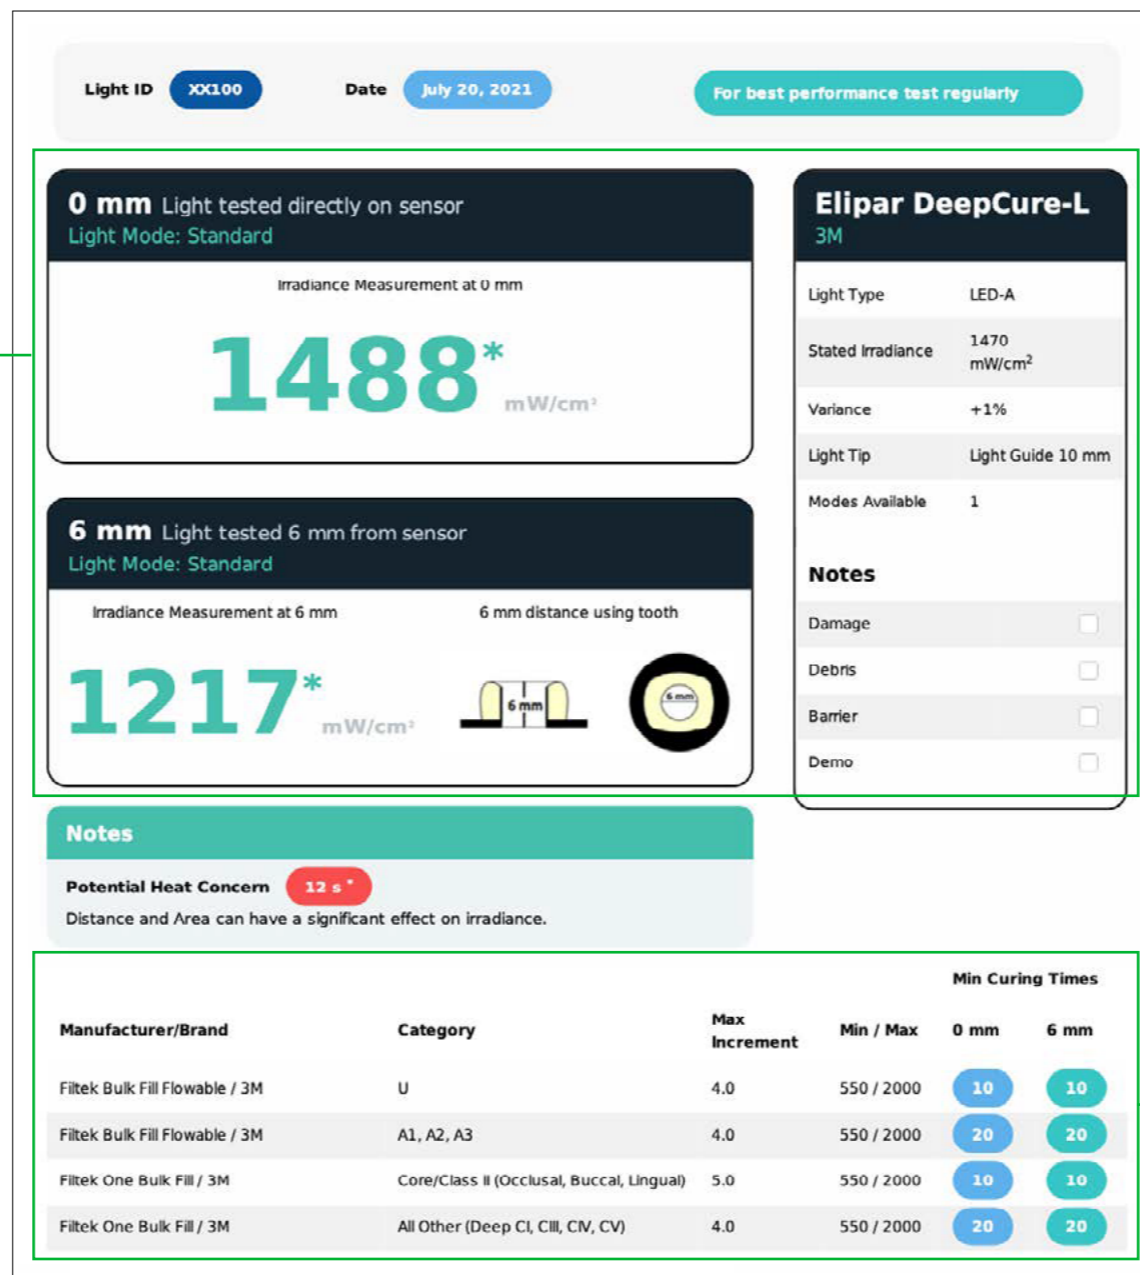 Light ID XX100 Date July 20, 2021 For best performance test regularly
0 mm Light tested directly on sensor
Light Mode: Standard
Irradiance Measurement at 0 mm
1488* mW/cm²
6 mm Light tested 6 mm from sensor
Light Mode: Standard
Irradiance Measurement at 6 mm
1217* mW/cm²
6 mm distance using tooth
6 mm
6 mm
Elipar DeepCure-L
3M
Light Type LED-A
Stated Irradiance 1470
mW/cm²
Variance +1%
Light Tip Light Guide 10 mm
Modes Available 1
Notes
Damage
Debris
Barrier
Demo
Notes
Potential Heat Concern 12 s *
Distance and Area can have a significant effect on irradiance.
Min Curing Times
Manufacturer/Brand Category Max
Increment Min / Max 0 mm 6 mm
Filtek Bulk Fill Flowable / 3M U 4.0 550 / 2000 10 10
Filtek Bulk Fill Flowable / 3M A1, A2, A3 4.0 550 / 2000 20 20
Filtek One Bulk Fill / 3M Core/Class II (Occlusal, Buccal, Lingual) 5.0 550 / 2000 10 10
Filtek One Bulk Fill / 3M All Other (Deep CI, CIII, CIV, CV) 4.0 550 / 2000 20 20